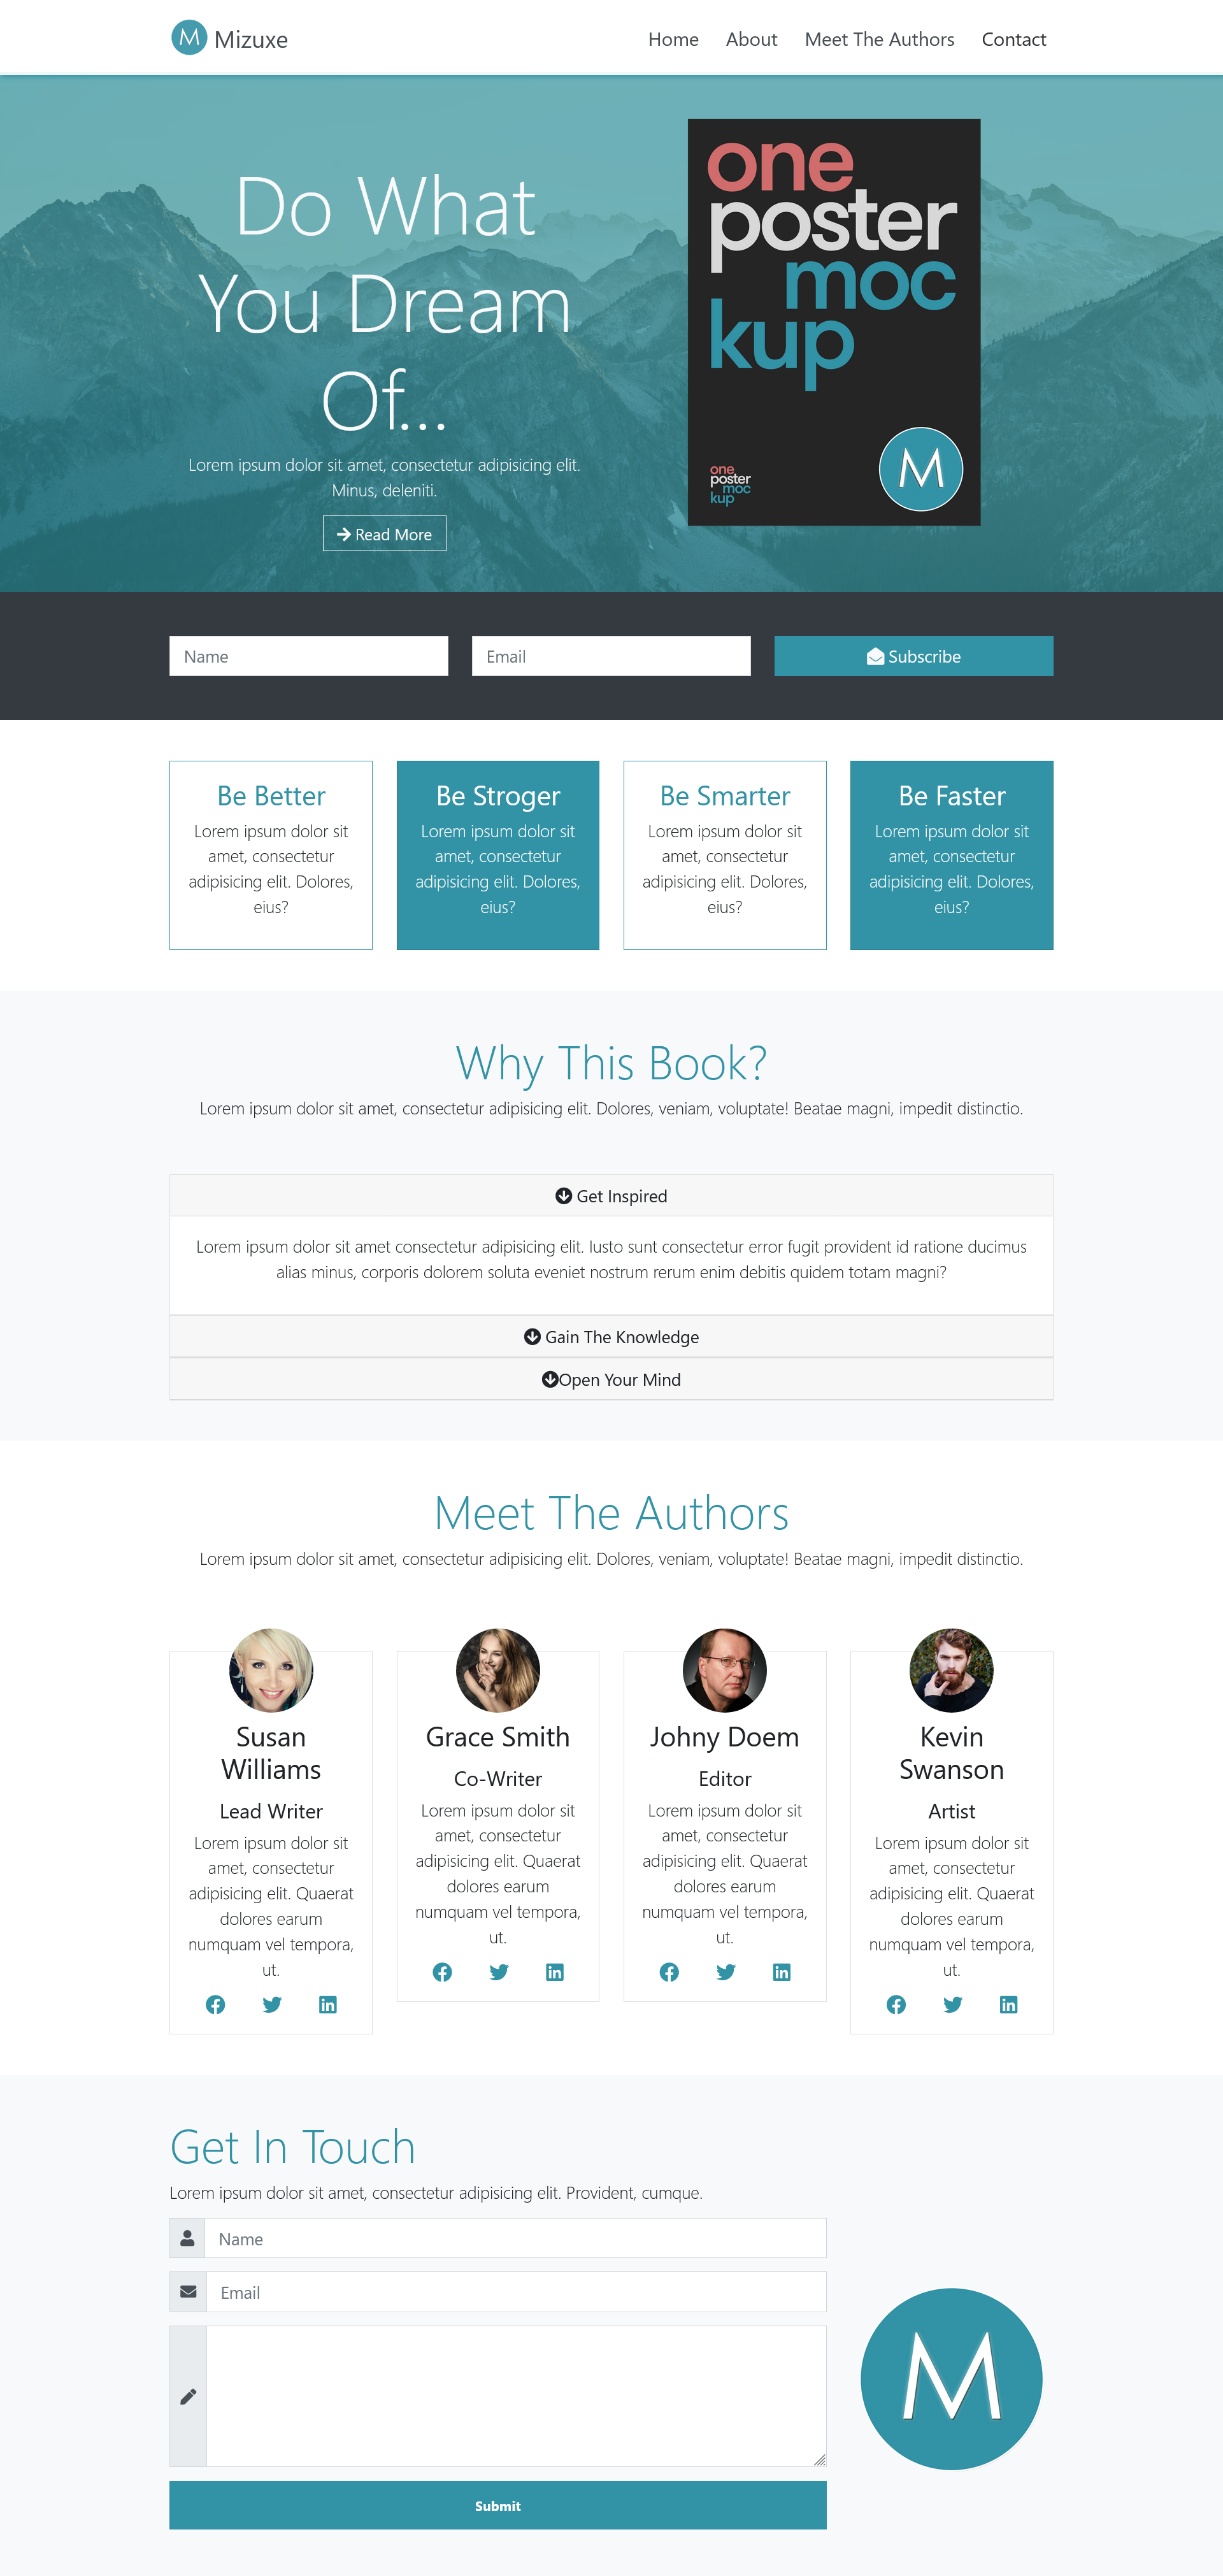 M Mizuxe
Home About Meet The Authors Contact
Do What
You Dream
Of...
Lorem ipsum dolor sit amet, consectetur adipisicing elit.
Minus, deleniti.
Read More
one
poster
moc
kup
one
poster
moc
kup
M
Name
Email
Subscribe
Be Better
Lorem ipsum dolor sit
amet, consectetur
adipisicing elit. Dolores,
eius?
Be Stroger
Lorem ipsum dolor sit
amet, consectetur
adipisicing elit. Dolores,
eius?
Be Smarter
Lorem ipsum dolor sit
amet, consectetur
adipisicing elit. Dolores,
eius?
Be Faster
Lorem ipsum dolor sit
amet, consectetur
adipisicing elit. Dolores,
eius?
Why This Book?
Lorem ipsum dolor sit amet, consectetur adipisicing elit. Dolores, veniam, voluptate! Beatae magni, impedit distinctio.
Get Inspired
Lorem ipsum dolor sit amet consectetur adipisicing elit. Iusto sunt consectetur error fugit provident id ratione ducimus
alias minus, corporis dolorem soluta eveniet nostrum rerum enim debitis quidem totam magni?
Gain The Knowledge
Open Your Mind
Meet The Authors
Lorem ipsum dolor sit amet, consectetur adipisicing elit. Dolores, veniam, voluptate! Beatae magni, impedit distinctio.
Susan
Williams
Lead Writer
Lorem ipsum dolor sit
amet, consectetur
adipisicing elit. Quaerat
dolores earum
numquam vel tempora,
ut.
Grace Smith
Co-Writer
Lorem ipsum dolor sit
amet, consectetur
adipisicing elit. Quaerat
dolores earum
numquam vel tempora,
ut.
Johny Doem
Editor
Lorem ipsum dolor sit
amet, consectetur
adipisicing elit. Quaerat
dolores earum
numquam vel tempora,
ut.
Kevin
Swanson
Artist
Lorem ipsum dolor sit
amet, consectetur
adipisicing elit. Quaerat
dolores earum
numquam vel tempora,
ut.
Get In Touch
Lorem ipsum dolor sit amet, consectetur adipisicing elit. Provident, cumque.
Name
Email
Submit
M